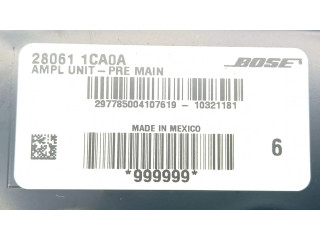 28061 1CA0A
AMPL UNIT-PRE MAIN
BOSE
297785004107619 - 10321181
MADE IN MEXICO
6
*999999*